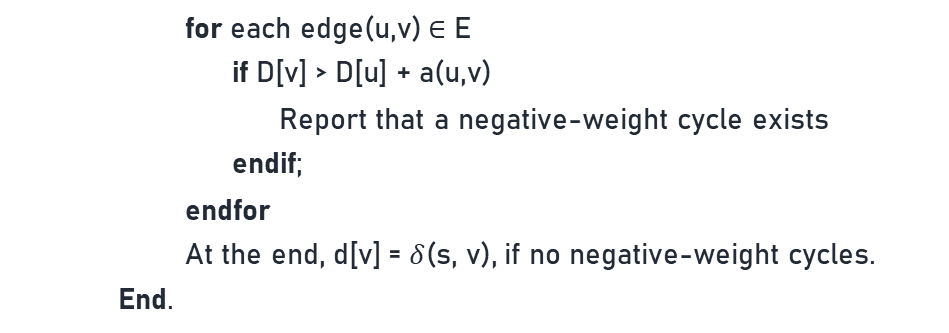 for each edge(u,v) ∈ E
if D[v] > D[u] + a(u,v)
Report that a negative-weight cycle exists
endif;
endfor
At the end, d[v] = δ(s, v), if no negative-weight cycles.
End.